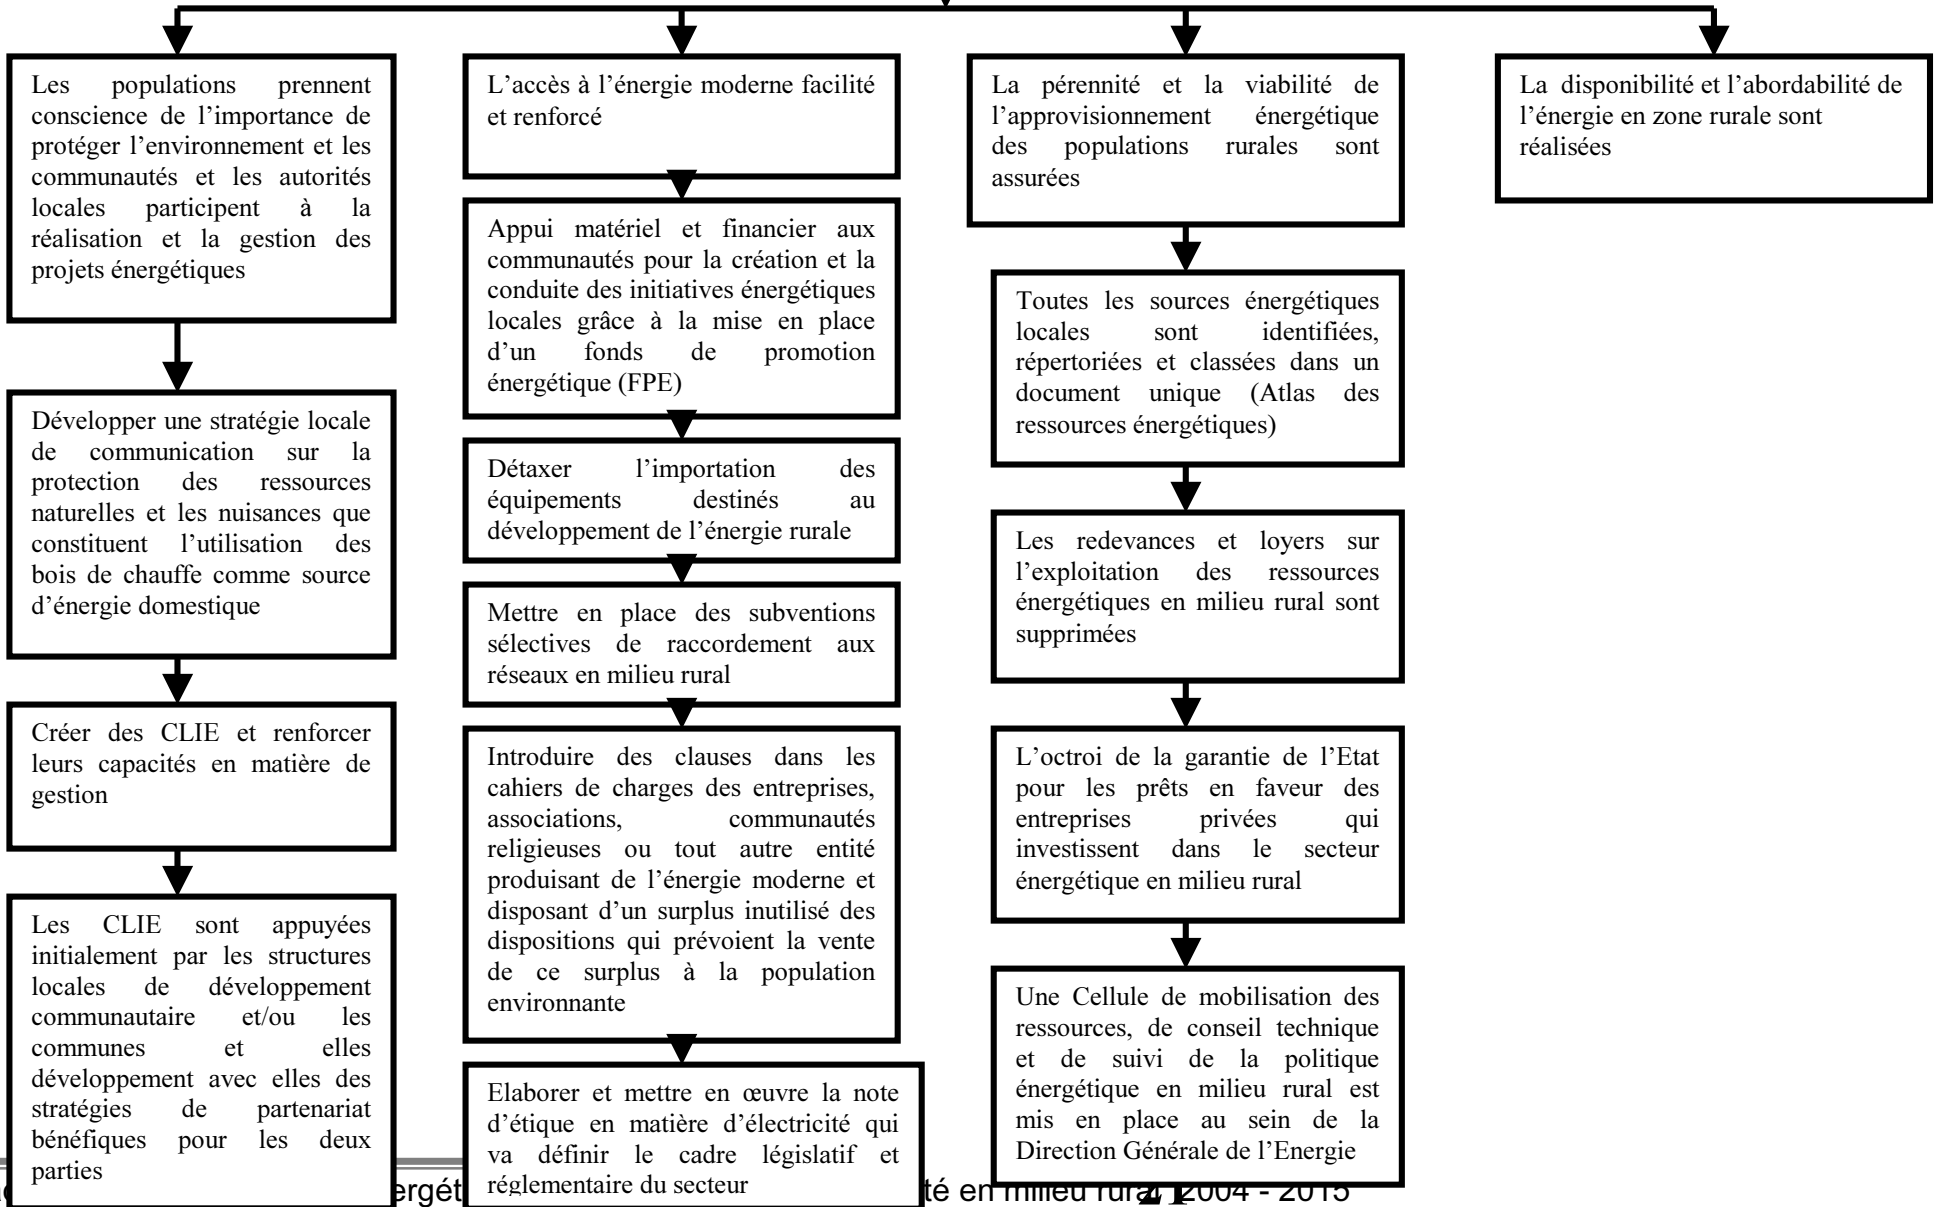 Les populations prennent
conscience de l’importance de
protéger l’environnement et les
communautés et les autorités
locales participent à la
réalisation et la gestion des
projets énergétiques
Développer une stratégie locale
de communication sur la
protection des ressources
naturelles et les nuisances que
constituent l’utilisation des
bois de chauffe comme source
d’énergie domestique
Créer des CLIE et renforcer
leurs capacités en matière de
gestion
Les CLIE sont appuyées
initialement par les structures
locales de développement
communautaire et/ou les
communes et elles
développement avec elles des
stratégies de partenariat
bénéfiques pour les deux
parties
L’accès à l’énergie moderne facilité
et renforcé
Appui matériel et financier aux
communautés pour la création et la
conduite des initiatives énergétiques
locales grâce à la mise en place
d’un fonds de promotion
énergétique (FPE)
Détaxer l’importation des
équipements destinés au
développement de l’énergie rurale
Mettre en place des subventions
sélectives de raccordement aux
réseaux en milieu rural
Introduire des clauses dans les
cahiers de charges des entreprises,
associations, communautés
religieuses ou tout autre entité
produisant de l’énergie moderne et
disposant d’un surplus inutilisé des
dispositions qui prévoient la vente
de ce surplus à la population
environnante
Elaborer et mettre en œuvre la note
d’étique en matière d’électricité qui
va définir le cadre législatif et
réglementaire du secteur
La pérennité et la viabilité de
l’approvisionnement énergétique
des populations rurales sont
assurées
Toutes les sources énergétiques
locales sont identifiées,
répertoriées et classées dans un
document unique (Atlas des
ressources énergétiques)
Les redevances et loyers sur
l’exploitation des ressources
énergétiques en milieu rural sont
supprimées
L’octroi de la garantie de l’Etat
pour les prêts en faveur des
entreprises privées qui
investissent dans le secteur
énergétique en milieu rural
Une Cellule de mobilisation des
ressources, de conseil technique
et de suivi de la politique
énergétique en milieu rural est
mis en place au sein de la
Direction Générale de l’Energie
La disponibilité et l’abordabilité de
l’énergie en zone rurale sont
réalisées
en milieu rural 2004 - 2015